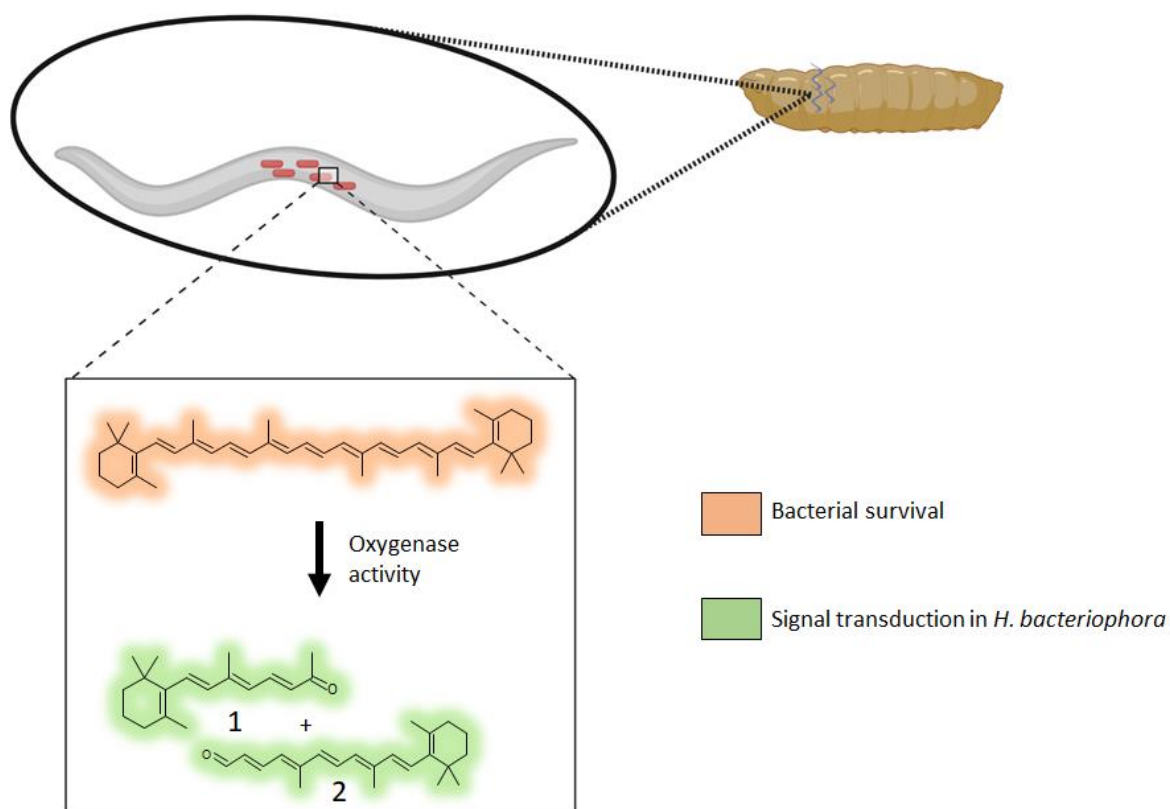 Oxygenase
activity
Bacterial survival
Signal transduction in H. bacteriophora
O
1
+
O
2